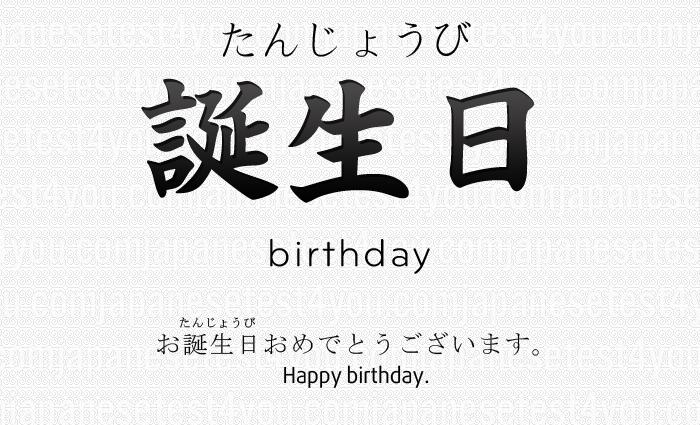 たんじょうび
誕生日
birthday
たんじょうび
お誕生日おめでとうございます。
Happy birthday.